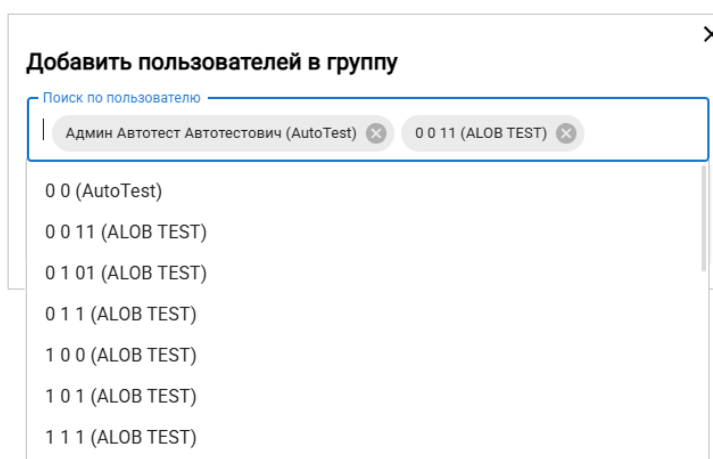 Добавить пользователей в группу
Поиск по пользователю
Админ Автотест Автотестович (AutoTest) 0 0 11 (ALOB TEST)
0 0 (AutoTest)
0 0 11 (ALOB TEST)
0 1 01 (ALOB TEST)
0 1 1 (ALOB TEST)
1 0 0 (ALOB TEST)
1 0 1 (ALOB TEST)
1 1 1 (ALOB TEST)